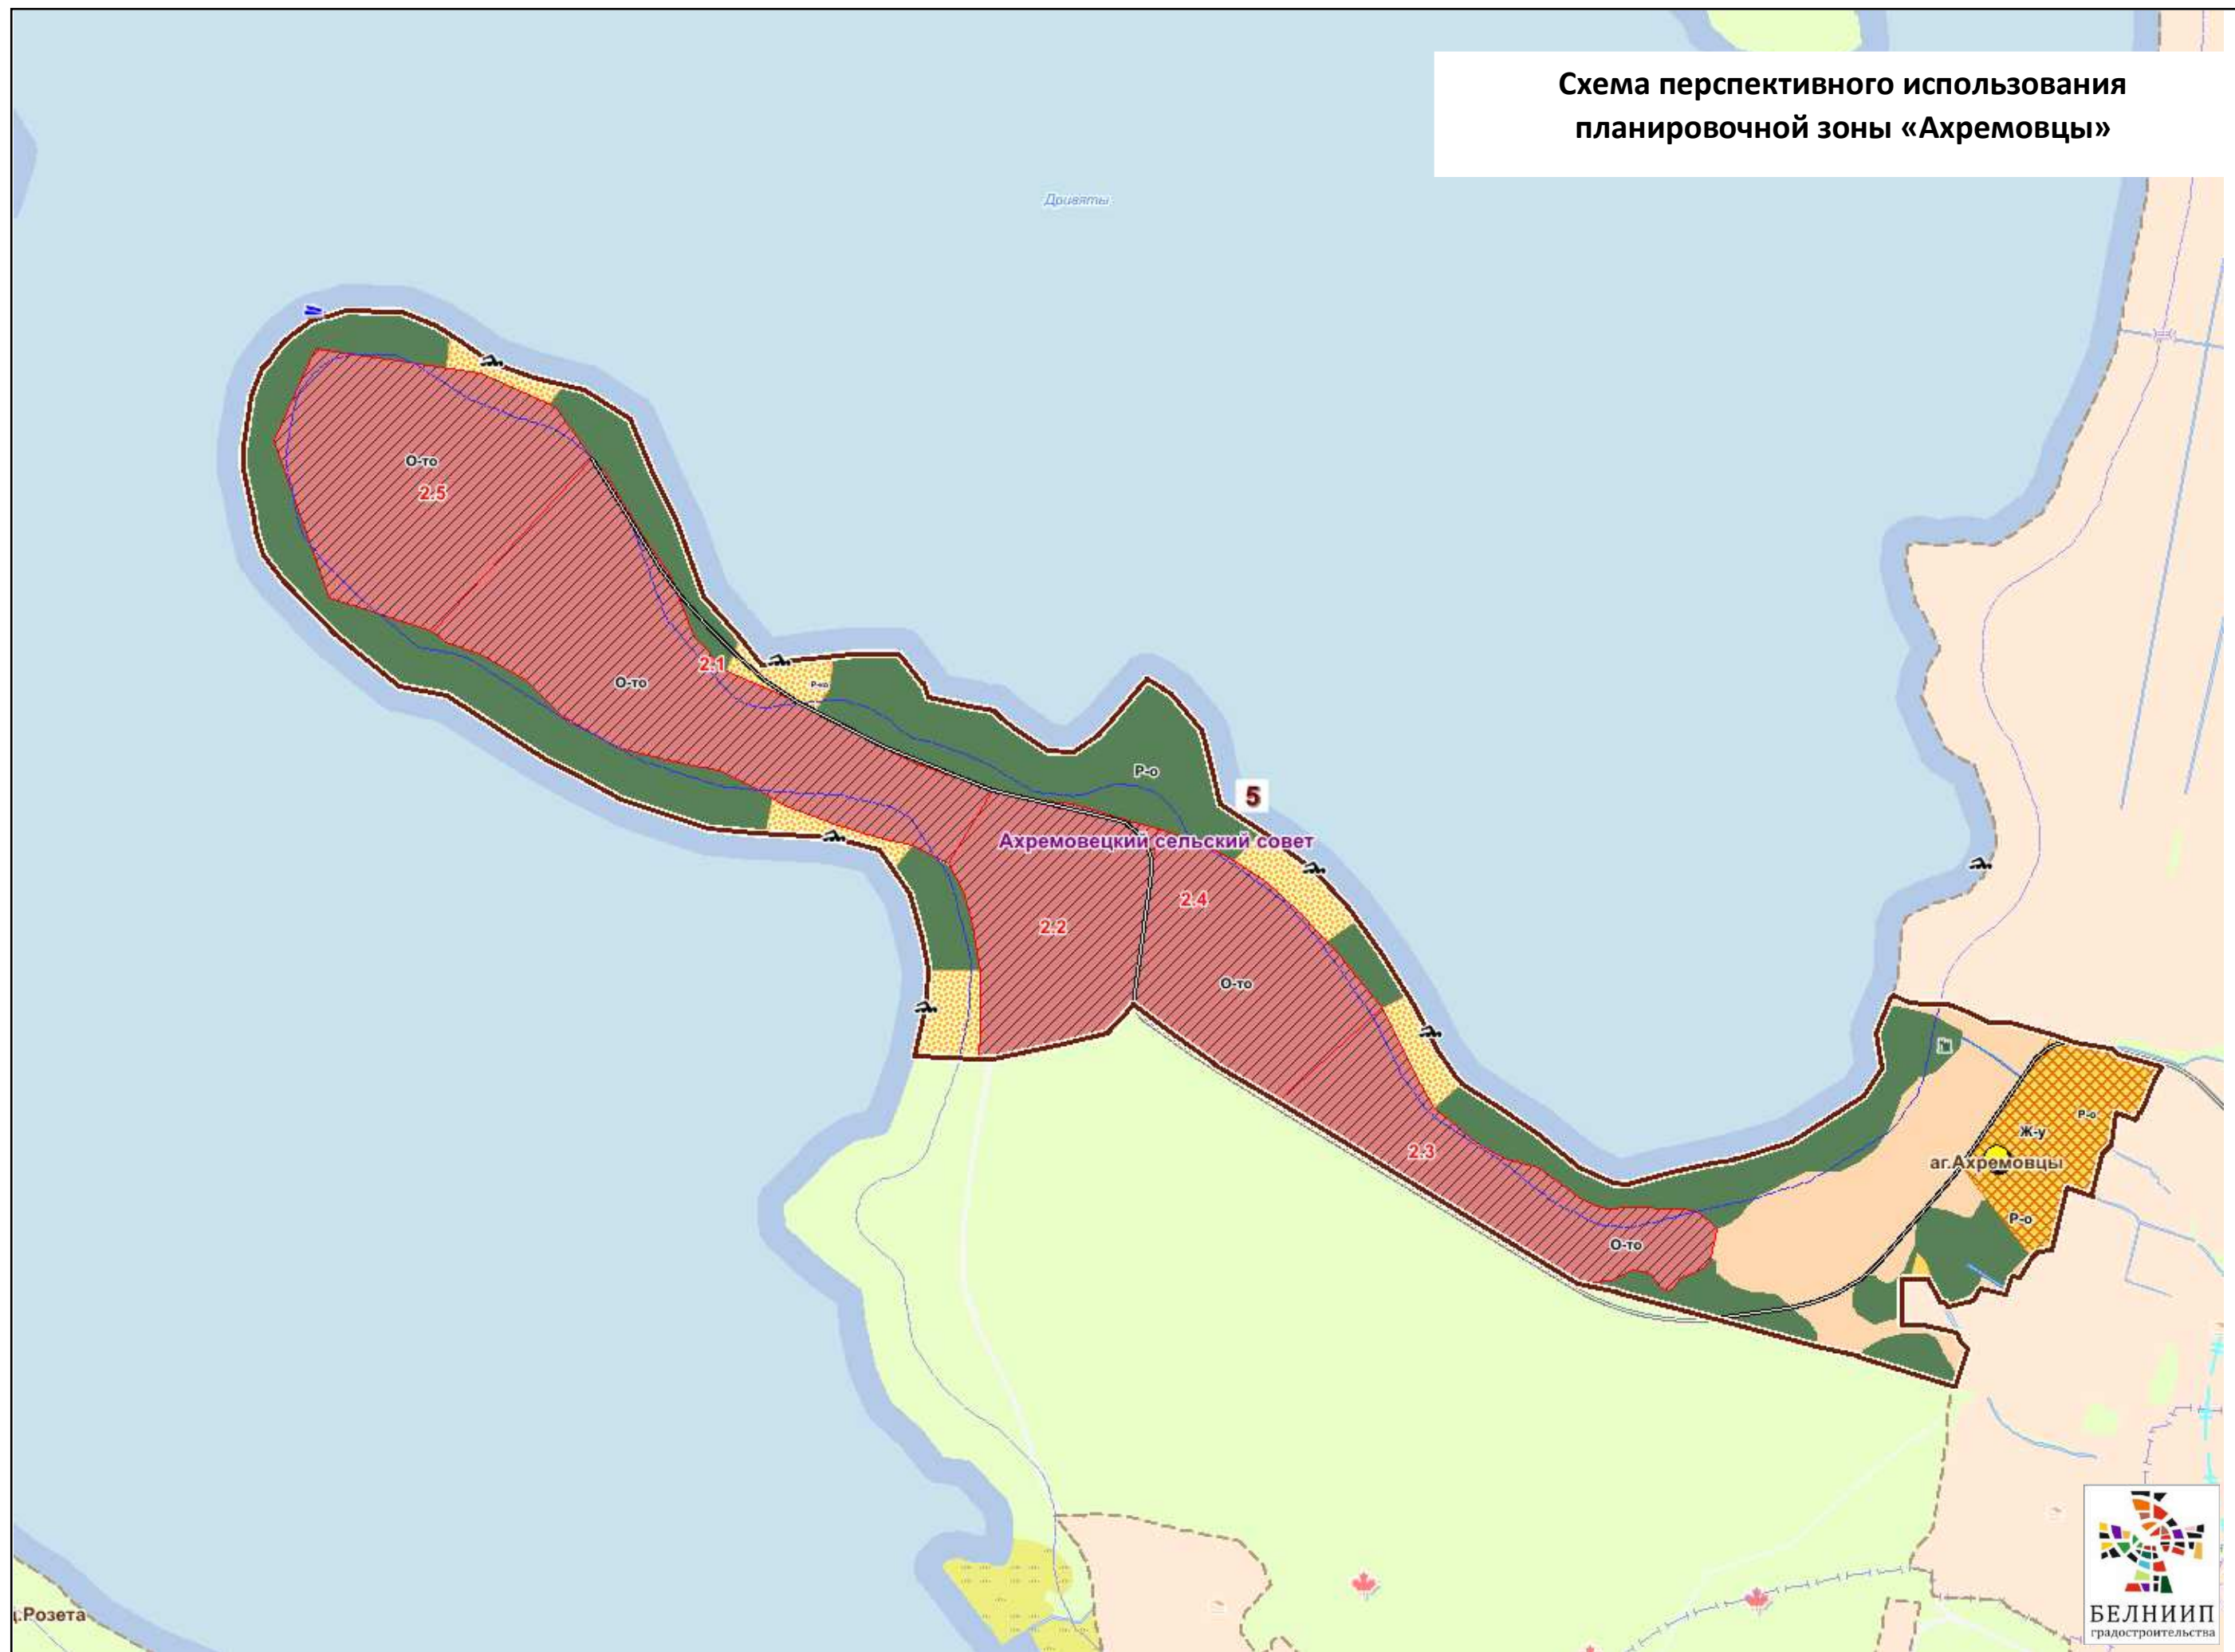 Схема перспективного использования
планировочной зоны «Ахремовцы»
Дривяты
О-то
2.5
2.1
О-то
Р-о
5
Ахремовецкий сельский совет
2.4
2.2
О-то
Р-о
Ж-у
2.3
аг.Ахремовцы
Р-о
О-то
.Розета
БЕЛНИИП
градостроительства